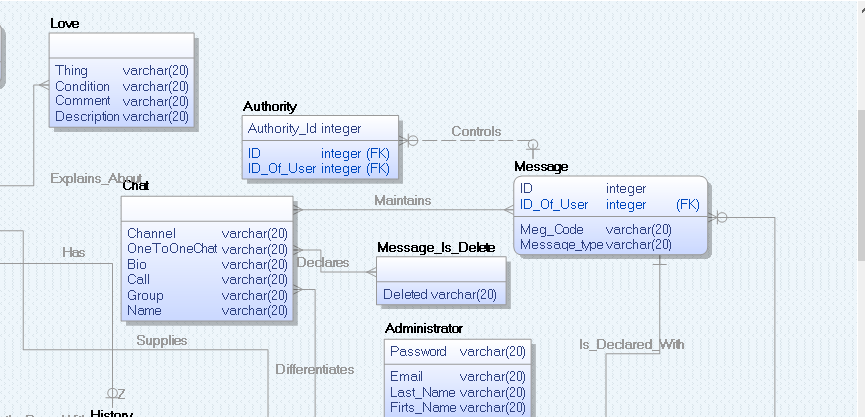 Love
Thing varchar(20)
Condition varchar(20)
Comment varchar(20)
Description varchar(20)
Authority
Authority_Id integer
ID integer (FK)
ID_Of_User integer (FK)
Controls
Message
ID integer
ID_Of_User integer (FK)
Meg_Code varchar(20)
Message_type varchar(20)
Explains_About
Chat
Channel varchar(20)
OneToOneChat varchar(20)
Bio varchar(20)
Call varchar(20)
Group varchar(20)
Name varchar(20)
Maintains
Has
Declares
Message_Is_Delete
Deleted varchar(20)
Supplies
Differentiates
Administrator
Password varchar(20)
Email varchar(20)
Last_Name varchar(20)
Firts_Name varchar(20)
Is_Declared_With
Z
History